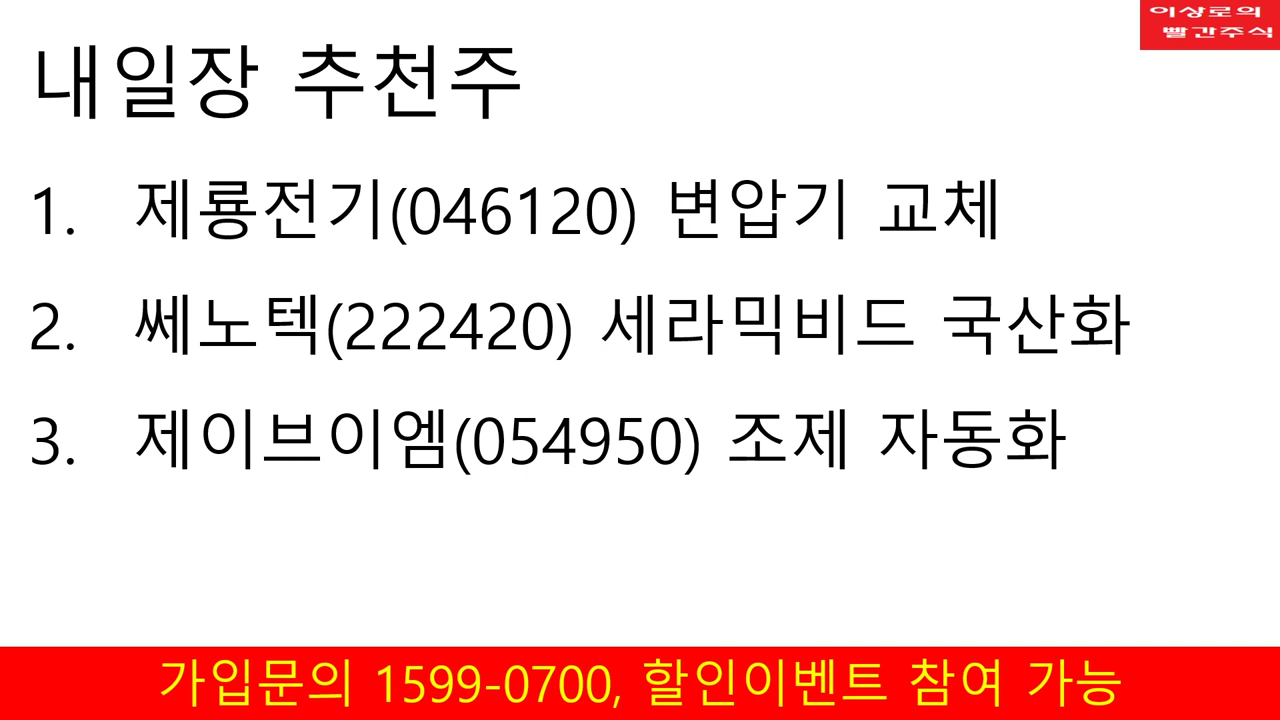 이상로의
빨간주식
내일장 추천주
1. 제룡전기(046120) 변압기 교체
2. 쎄노텍(222420) 세라믹비드 국산화
3. 제이브이엠(054950) 조제 자동화
가입문의 1599-0700, 할인이벤트 참여 가능